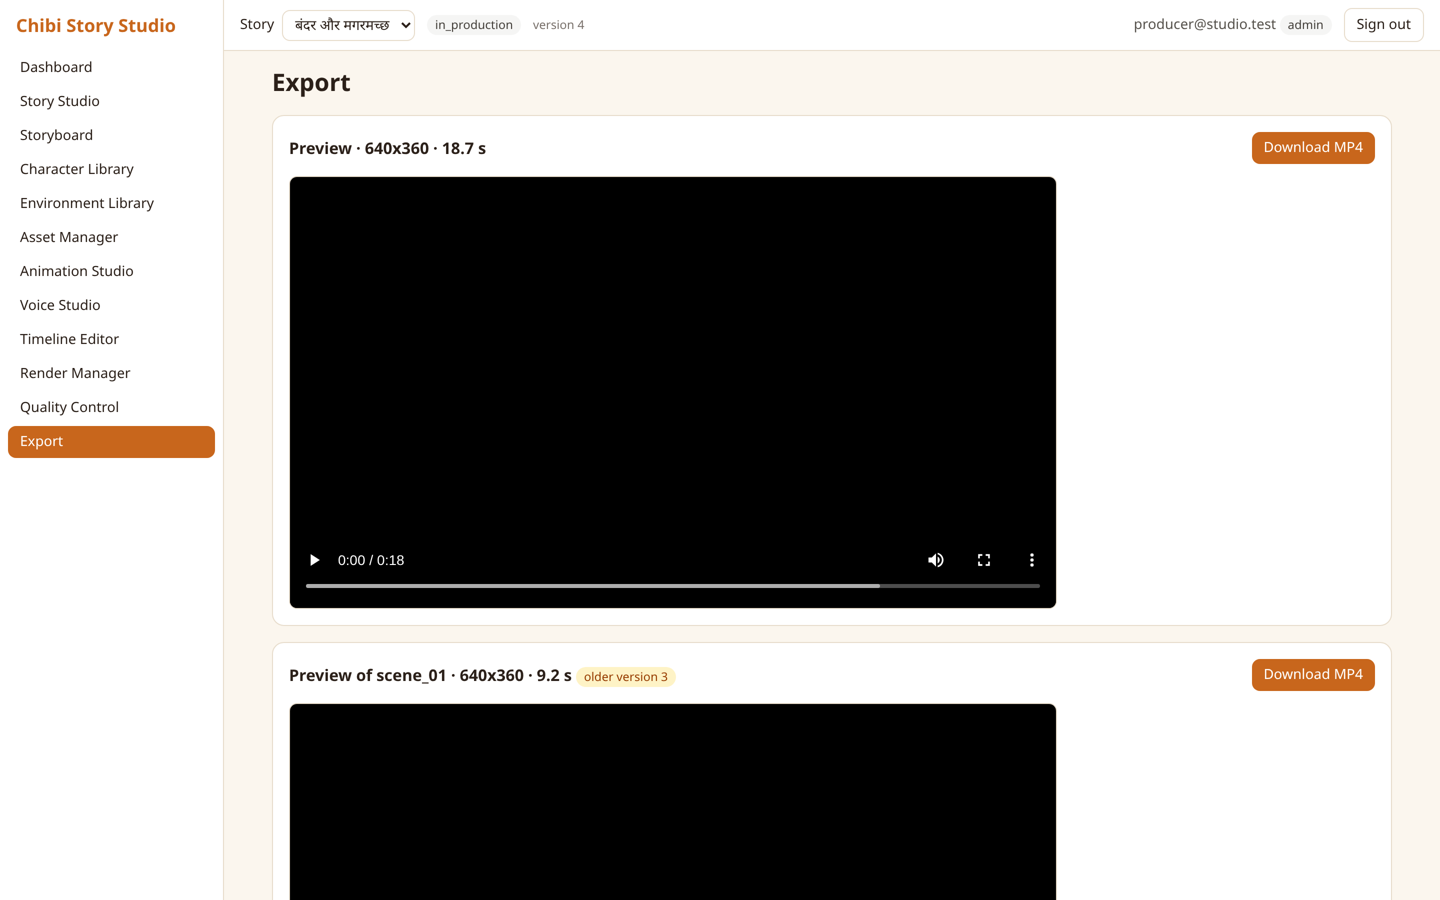 Chibi Story Studio
Dashboard
Story Studio
Storyboard
Character Library
Environment Library
Asset Manager
Animation Studio
Voice Studio
Timeline Editor
Render Manager
Quality Control
Export
Story बंदर और मगरमच्छ in_production version 4 producer@studio.test admin Sign out
Export
Preview · 640x360 · 18.7 s Download MP4
0:00 / 0:18
Preview of scene_01 · 640x360 · 9.2 s older version 3 Download MP4